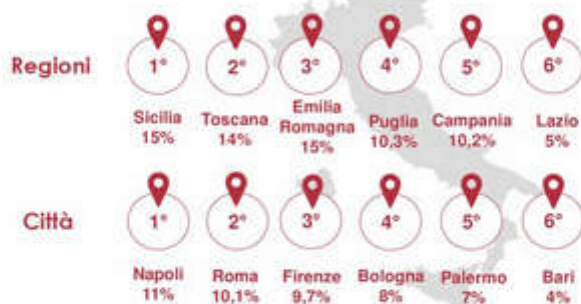 Regioni
1° 2° 3° 4° 5° 6°
Sicilia 15%
Toscana 14%
Emilia Romagna 15%
Puglia 10,3%
Campania 10,2%
Lazio 5%
Città
1° 2° 3° 4° 5° 6°
Napoli 11%
Roma 10,1%
Firenze 9,7%
Bologna 8%
Palermo 7%
Bari 4%